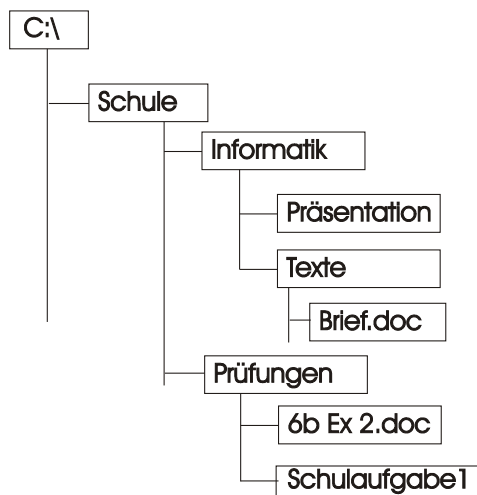 C:\
Schule
Informatik
Präsentation
Texte
Brief.doc
Prüfungen
6b Ex 2.doc
Schulaufgabe1